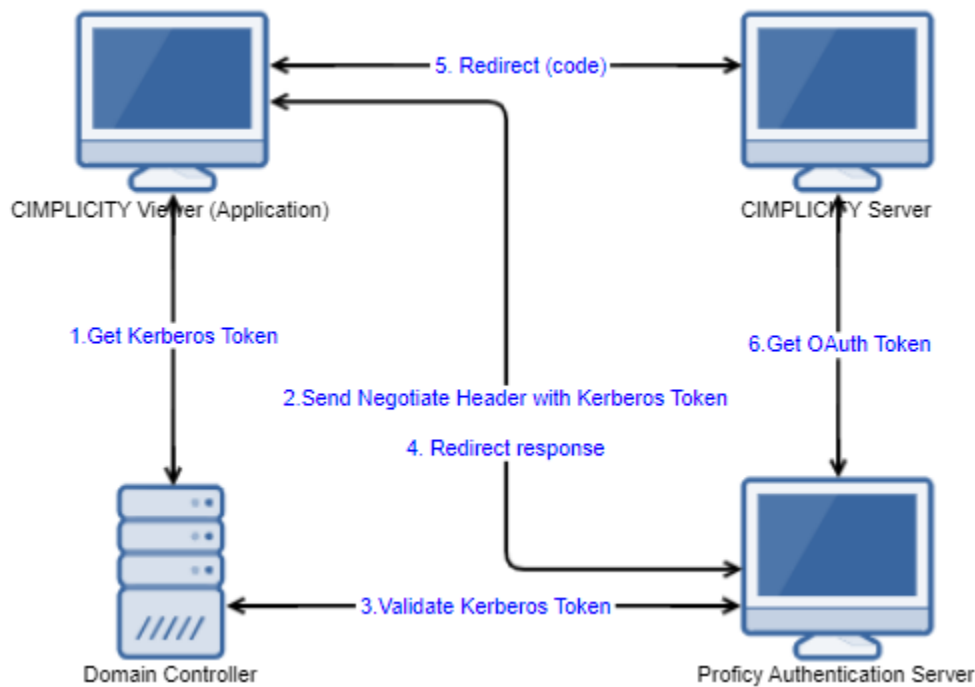 5. Redirect (code)
CIMPLICITY Viewer (Application)
CIMPLICITY Server
1.Get Kerberos Token
6.Get OAuth Token
2.Send Negotiate Header with Kerberos Token
4. Redirect response
3.Validate Kerberos Token
Domain Controller
Proficy Authentication Server